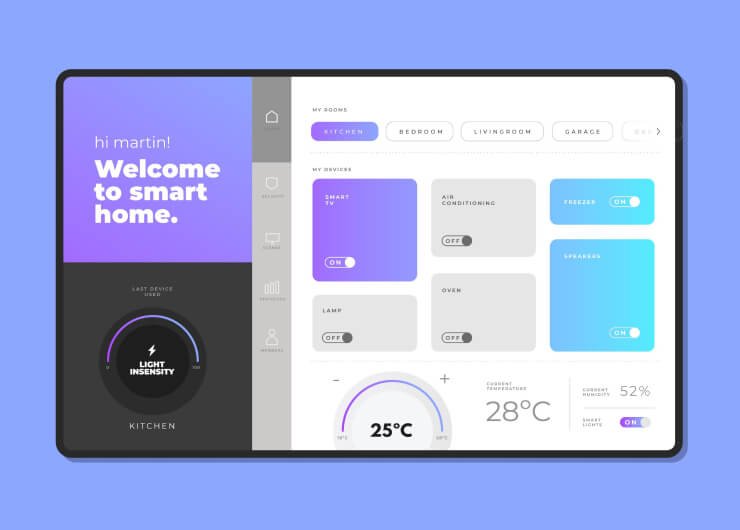 hi martin!
Welcome
to smart
home.
LAST DEVICE
USED
LIGHT
INSENSITY
0
100
KITCHEN
SECURITY
MEMBERS
MY ROOMS
KITCHEN
BEDROOM
LIVINGROOM
GARAGE
MY DEVICES
SMART
TV
ON
AIR
CONDITIONING
OFF
FREEZER
ON
SPEAKERS
ON
LAMP
OFF
OVEN
OFF
25°C
CURRENT
TEMPERATURE
28°C
CURRENT
HUMIDITY
52%
SMART
LIGHTS
ON